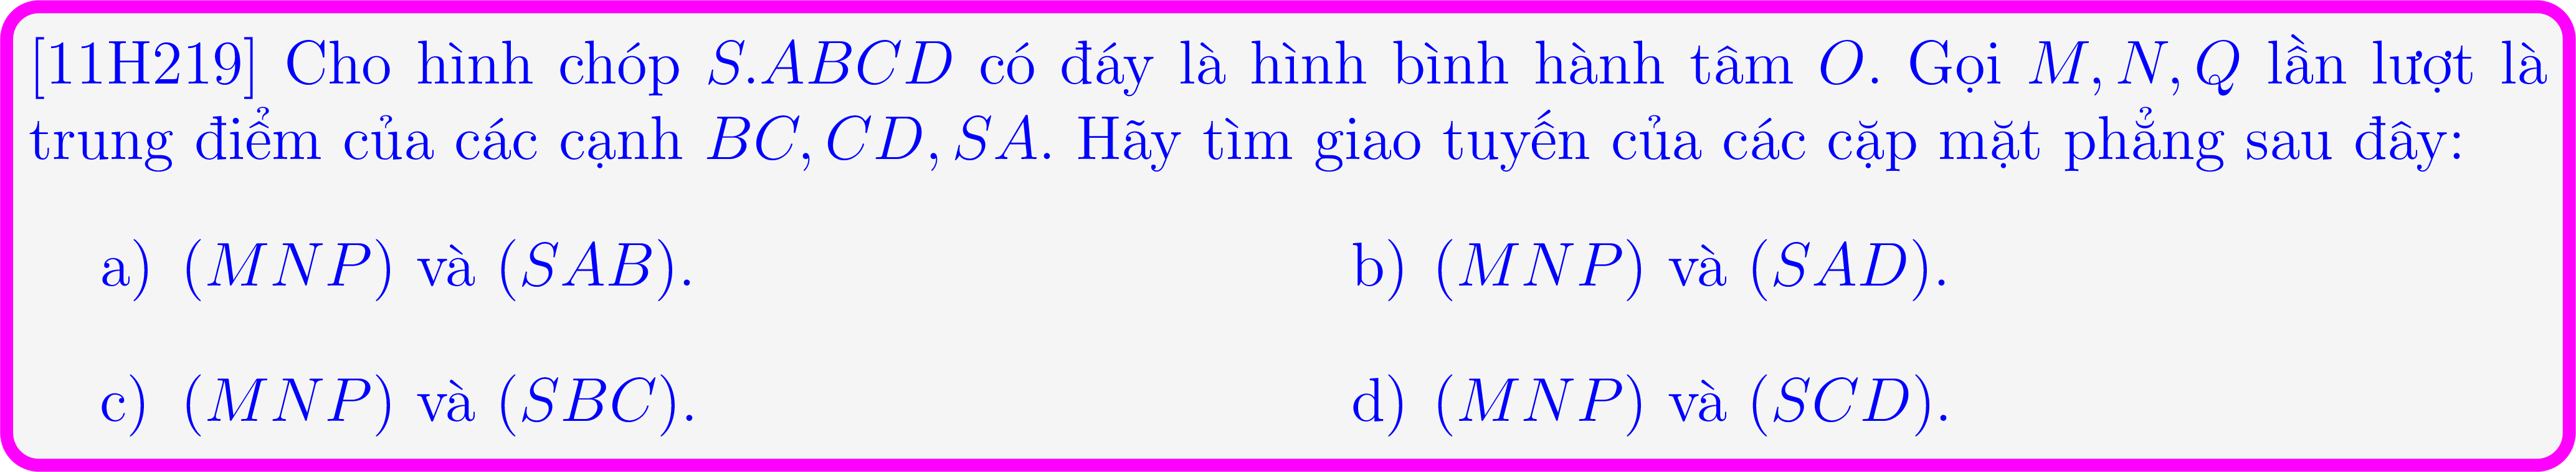 [11H219] Cho hình chóp S.ABCD có đáy là hình bình hành tâm O. Gọi M, N, Q lần lượt là
trung điểm của các cạnh BC, CD, SA. Hãy tìm giao tuyến của các cặp mặt phẳng sau đây:
a) (MNP) và (SAB). b) (MNP) và (SAD).
c) (MNP) và (SBC). d) (MNP) và (SCD).